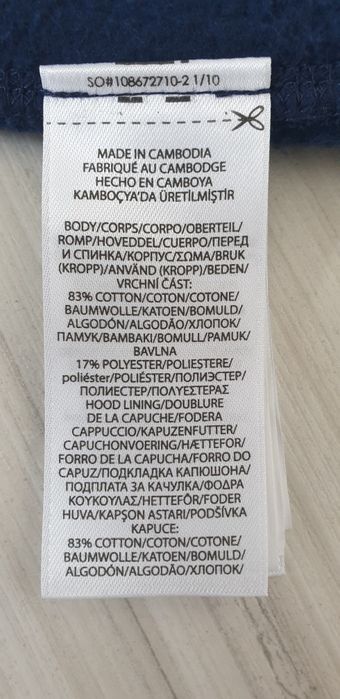 SO#108672710-2 1/10
MADE IN CAMBODIA
FABRIQUÉ AU CAMBODGE
HECHO EN CAMBOYA
KAMBOÇYA'DA ÜRETİLMİŞTİR
BODY/CORPS/CORPO/OBERTEIL/
ROMP/HOVEDDEL/CUERPO/ПЕРЕД
И СПИНКА/КОРПУС/ΣΩΜΑ/BRUK
(KROPP)/ANVÄND (KROPP)/BEDEN/
VRCHNÍ ČÁST:
83% COTTON/COTON/COTONE/
BAUMWOLLE/KATOEN/BOMULD/
ALGODÓN/ALGODÃO/ХЛОПОК/
ПАМУК/ΒΑΜΒΑΚΙ/BOMULL/PAMUK/
BAVLNA
17% POLYESTER/POLIESTERE/
poliéster/POLIÉSTER/ПОЛИЭСТЕР/
ПОЛИЕСТЕР/ΠΟΛΥΕΣΤΕΡΑΣ
HOOD LINING/DOUBLURE
DE LA CAPUCHE/FODERA
CAPPUCCIO/KAPUZENFUTTER/
CAPUCHONVOERING/HÆTTEFOR/
FORRO DE LA CAPUCHA/FORRO DO
CAPUZ/ПОДКЛАДКА КАПЮШОНА/
ПОДПЛАТА ЗА КАЧУЛКА/ΦΟΔΡΑ
ΚΟΥΚΟΥΛΑΣ/HETTEFÔR/FODER
HUVA/KAPŞON ASTARI/PODŠÍVKA
KAPUCE:
83% COTTON/COTON/COTONE/
BAUMWOLLE/KATOEN/BOMULD/
ALGODÓN/ALGODÃO/ХЛОПОК/